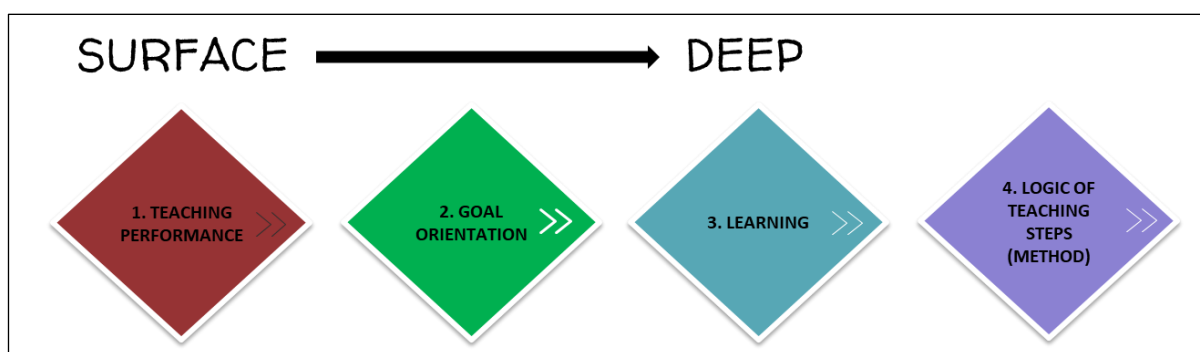 SURFACE DEEP
1. TEACHING
PERFORMANCE
2. GOAL
ORIENTATION
3. LEARNING
4. LOGIC OF
TEACHING
STEPS
(METHOD)